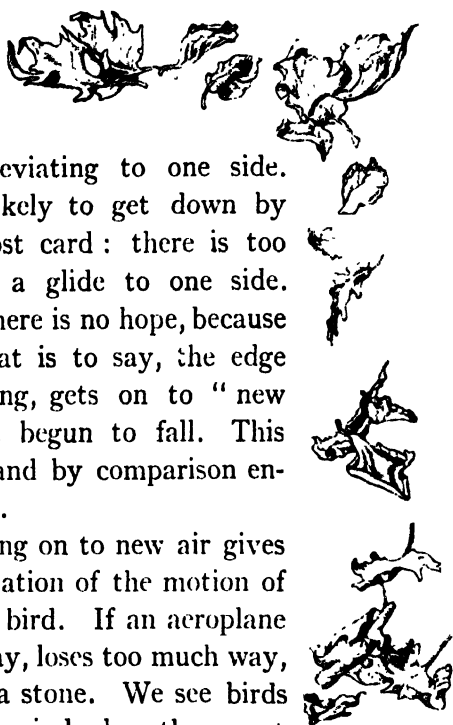 eviating to one side.
kely to get down by
ost card : there is too
a glide to one side.
here is no hope, because
at is to say, the edge
ng, gets on to “ new
begun to fall. This
and by comparison en-
.
ng on to new air gives
ation of the motion of
bird. If an aeroplane
ay, loses too much way,
a stone. We see birds